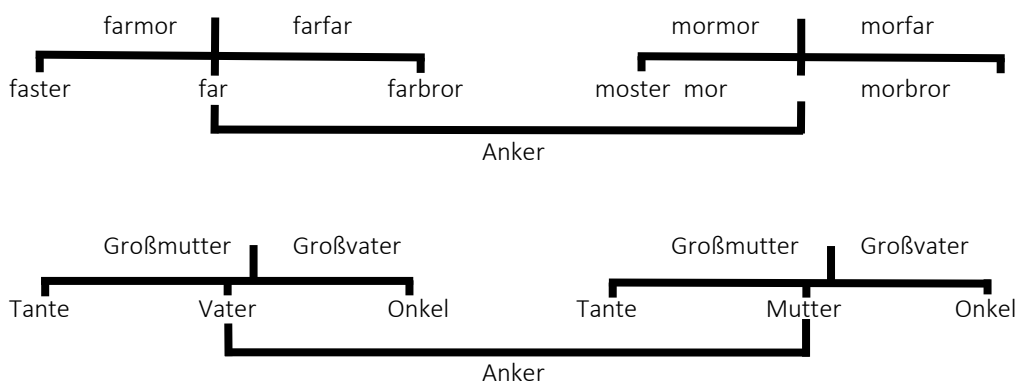 farmor farfar mormor morfar
faster far farbror moster mor morbror
Anker
Großmutter Großvater Großmutter Großvater
Tante Vater Onkel Tante Mutter Onkel
Anker